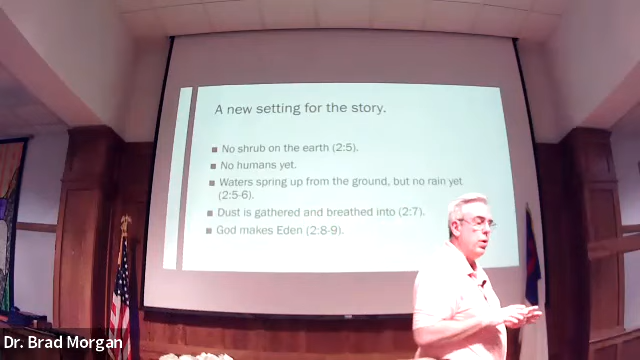 A new setting for the story.
No shrub on the earth (2:5).
No humans yet.
Waters spring up from the ground, but no rain yet
(2:5-6).
Dust is gathered and breathed into (2:7).
God makes Eden (2:8-9).
Dr. Brad Morgan